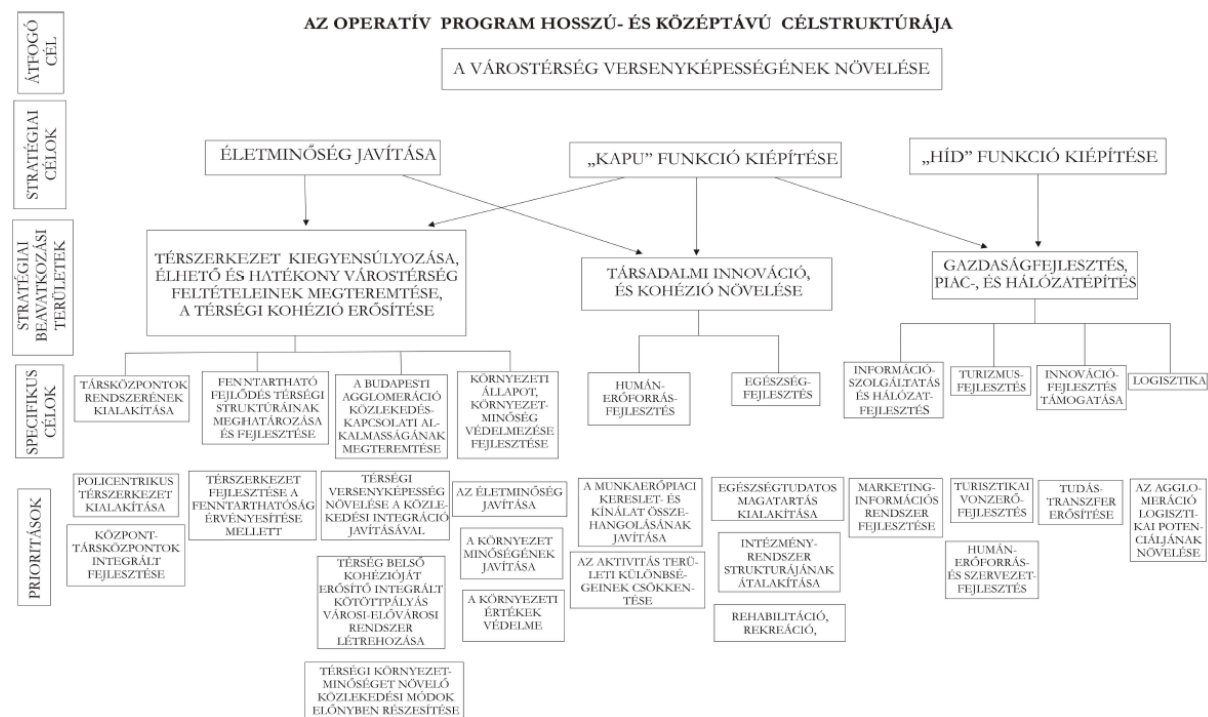 AZ OPERATÍV PROGRAM HOSSZÚ- ÉS KÖZÉPTÁVÚ CÉLSTRUKTÚRÁJA
ÁTFOGÓ
CÉL
A VÁROSTÉRSÉG VERSENYKÉPESSÉGÉNEK NÖVELÉSE
STRATÉGIAI
CÉLOK
ÉLETMINŐSÉG JAVÍTÁSA
„KAPU” FUNKCIÓ KIÉPÍTÉSE
„HÍD” FUNKCIÓ KIÉPÍTÉSE
STRATÉGIAI
BEAVATKOZÁSI
TERÜLETEK
TÉRSZERKEZET KIEGYENSÚLYOZÁSA,
ÉLHETŐ ÉS HATÉKONY VÁROSTÉRSÉG
FELTÉTELEINEK MEGTEREMTÉSE,
A TÉRSÉGI KOHÉZIÓ ERŐSÍTÉSE
TÁRSADALMI INNOVÁCIÓ,
ÉS KOHÉZIÓ NÖVELÉSE
GAZDASÁGFEJLESZTÉS,
PIAC-, ÉS HÁLÓZATÉPÍTÉS
SPECIFIKUS
CÉLOK
TÁRSKÖZPONTOK
RENDSZERÉNEK
KIALAKÍTÁSA
FENNTARTHATÓ
FEJLŐDÉS TÉRSÉGI
STRUKTÚRÁINAK
MEGHATÁROZÁSA
ÉS FEJLESZTÉSE
A BUDAPESTI
AGGLOMERÁCIÓ
KÖZLEKEDÉS-
KAPCSOLATI AL-
KALMASSÁGÁNAK
MEGTEREMTÉSE
KÖRNYEZETI
ÁLLAPOT,
KÖRNYEZET-
MINŐSÉG
VÉDELMEZÉSE
FEJLESZTÉSE
HUMÁN-
ERŐFORRÁS-
FEJLESZTÉS
EGÉSZSÉG-
FEJLESZTÉS
INFORMÁCIÓ-
SZOLGÁLTATÁS
ÉS HÁLÓZAT-
FEJLESZTÉS
TURIZMUS-
FEJLESZTÉS
INNOVÁCIÓ-
FEJLESZTÉS
TÁMOGATÁSA
LOGISZTIKA
PRIORITÁSOK
POLICENTRIKUS
TÉRSZERKEZET
KIALAKÍTÁSA
KÖZPONT-
TÁRSKÖZPONTOK
INTEGRÁLT
FEJLESZTÉSE
TÉRSZERKEZET
FEJLESZTÉSE A
FENNTARTHATÓSÁG
ÉRVÉNYESÍTÉSE
MELLETT
TÉRSÉGI
VERSENYKÉPESSÉG
NÖVELÉSE A KÖZLE-
KEDÉSI INTEGRÁCIÓ
JAVÍTÁSÁVAL
TÉRSÉG BELSŐ
KOHÉZIÓJÁT
ERŐSÍTŐ INTEGRÁLT
KÖTÖTTPÁLYÁS
VÁROSI-ELŐVÁROSI
RENDSZER
LÉTREHOZÁSA
TÉRSÉGI KÖRNYEZET-
MINŐSÉGET NÖVELŐ
KÖZLEKEDÉSI MÓDOK
ELŐNYBEN RÉSZESÍTÉSE
AZ ÉLETMINŐSÉG
JAVÍTÁSA
A KÖRNYEZET
MINŐSÉGÉNEK
JAVÍTÁSA
A KÖRNYEZETI
ÉRTÉKEK
VÉDELME
A MUNKAERŐPIACI
KERESLET- ÉS
KÍNÁLAT ÖSSZE-
HANGOLÁSÁNAK
JAVÍTÁSA
AZ AKTIVITÁS TERÜ-
LETI KÜLÖNBSÉ-
GEINEK CSÖKKEN-
TÉSE
EGÉSZSÉGTUDATOS
MAGATARTÁS
KIALAKÍTÁSA
INTÉZMÉNY-
RENDSZER
STRUKTÚRÁJÁNAK
ÁTALAKÍTÁSA
REHABILITÁCIÓ,
REKREÁCIÓ,
MARKETING-
INFORMÁCIÓS
RENDSZER
FEJLESZTÉSE
TURISZTIKAI
VONZERŐ-
FEJLESZTÉS
HUMÁN-
ERŐFORRÁS-
ÉS SZERVEZET-
FEJLESZTÉS
TUDÁS-
TRANSZFER
ERŐSÍTÉSE
AZ AGGLO-
MERÁCIÓ
LOGISZTI-
KAI POTEN-
CIÁLJÁNAK
NÖVELÉSE